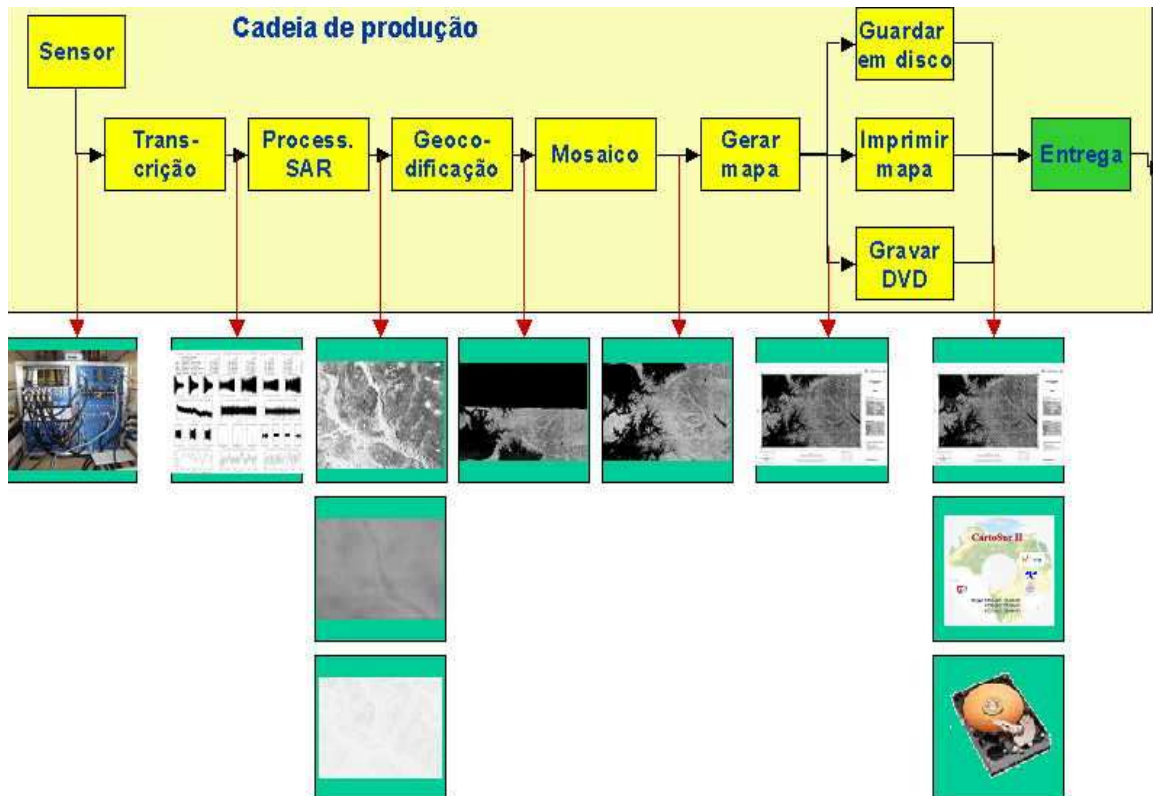 Cadeia de produção
Sensor
Trans-
crição
Process.
SAR
Geoco-
dificação
Mosaico
Gerar
mapa
Guardar
em disco
Imprimir
mapa
Gravar
DVD
Entrega
CartoSur II